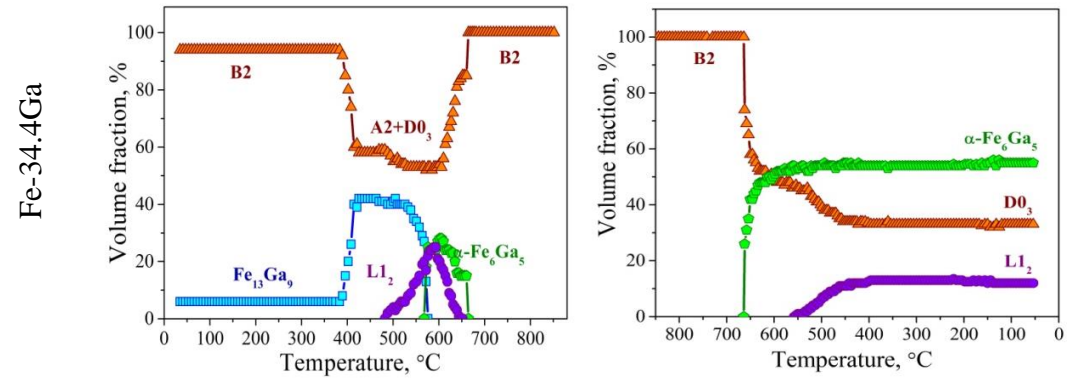 Fe-34.4Ga
Volume fraction, %
100
80
60
40
20
0
B2
B2
A2+D0₃
Fe₁₃Ga₉
L1₂
α-Fe₆Ga₅
0 100 200 300 400 500 600 700 800
Temperature, °C
Volume fraction, %
100
80
60
40
20
0
B2
α-Fe₆Ga₅
D0₃
L1₂
800 700 600 500 400 300 200 100 0
Temperature, °C